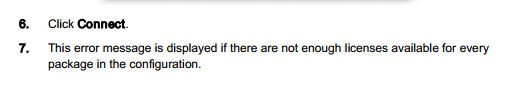 6. Click Connect.
7. This error message is displayed if there are not enough licenses available for every
package in the configuration.